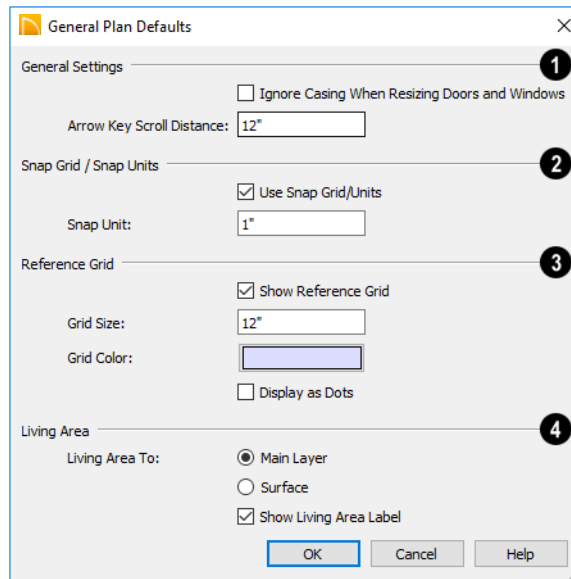 General Plan Defaults
General Settings 1
Ignore Casing When Resizing Doors and Windows
Arrow Key Scroll Distance: 12"
Snap Grid / Snap Units 2
Use Snap Grid/Units
Snap Unit: 1"
Reference Grid 3
Show Reference Grid
Grid Size: 12"
Grid Color:
Display as Dots
Living Area 4
Living Area To: Main Layer
Surface
Show Living Area Label
OK Cancel Help